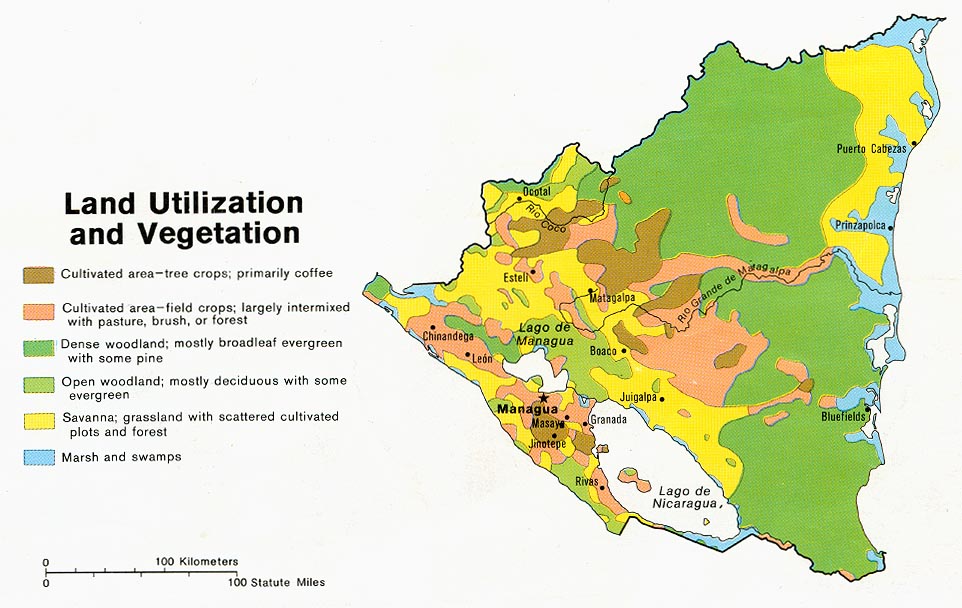 Land Utilization
and Vegetation
Cultivated area—tree crops; primarily coffee
Cultivated area—field crops; largely intermixed
with pasture, brush, or forest
Dense woodland; mostly broadleaf evergreen
with some pine
Open woodland; mostly deciduous with some
evergreen
Savanna; grassland with scattered cultivated
plots and forest
Marsh and swamps
0 100 Kilometers
0 100 Statute Miles
Puerto Cabezas
Ocotal
Río Coco
Prinzapolca
Estelí
Río Grande de Matagalpa
Matagalpa
Chinandega
Lago de
Managua
León
Boaco
Juigalpa
Managua
Masaya
Granada
Bluefields
Jinotepe
Rivas
Lago de
Nicaragua